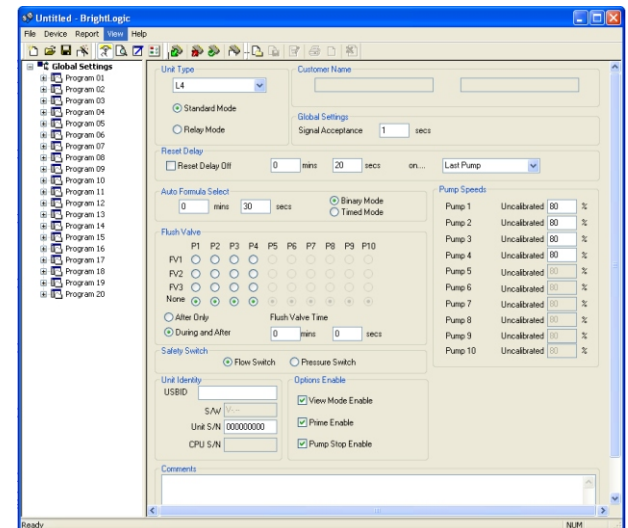 Untitled - BrightLogic
File Device Report View Help
Global Settings
Program 01
Program 02
Program 03
Program 04
Program 05
Program 06
Program 07
Program 08
Program 09
Program 10
Program 11
Program 12
Program 13
Program 14
Program 15
Program 16
Program 17
Program 18
Program 19
Program 20
Unit Type
L4
Standard Mode
Relay Mode
Customer Name
Global Settings
Signal Acceptance 1 secs
Reset Delay
Reset Delay Off 0 mins 20 secs on.... Last Pump
Auto Formula Select
0 mins 30 secs
Binary Mode
Timed Mode
Flush Valve
P1 P2 P3 P4 P5 P6 P7 P8 P9 P10
FV1
FV2
FV3
None
After Only
During and After
Flush Valve Time
0 mins 0 secs
Safety Switch
Flow Switch Pressure Switch
Unit Identity
USBID
S/W V-.--
Unit S/N 000000000
CPU S/N
Options Enable
View Mode Enable
Prime Enable
Pump Stop Enable
Pump Speeds
Pump 1 Uncalibrated 80 %
Pump 2 Uncalibrated 80 %
Pump 3 Uncalibrated 80 %
Pump 4 Uncalibrated 80 %
Pump 5 Uncalibrated 80 %
Pump 6 Uncalibrated 80 %
Pump 7 Uncalibrated 80 %
Pump 8 Uncalibrated 80 %
Pump 9 Uncalibrated 80 %
Pump 10 Uncalibrated 80 %
Comments
Ready NUM